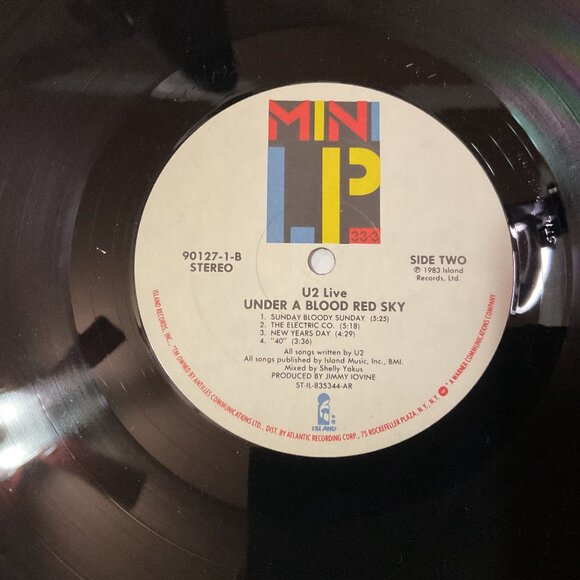 MINI
LP
33·3
90127-1-B
STEREO
SIDE TWO
℗ 1983 Island
Records, Ltd.
U2 Live
UNDER A BLOOD RED SKY
1. SUNDAY BLOODY SUNDAY (5:25)
2. THE ELECTRIC CO. (5:18)
3. NEW YEARS DAY (4:29)
4. "40" (3:36)
All songs written by U2
All songs published by Island Music, Inc., BMI.
Mixed by Shelly Yakus
PRODUCED BY JIMMY IOVINE
ST-IL-835344-AR
ISLAND
ISLAND RECORDS, INC., *TM OWNED BY ANTILLES COMMUNICATIONS LTD., DIST. BY ATLANTIC RECORDING CORP., 75 ROCKEFELLER PLAZA, N.Y., N.Y. A WARNER COMMUNICATIONS COMPANY